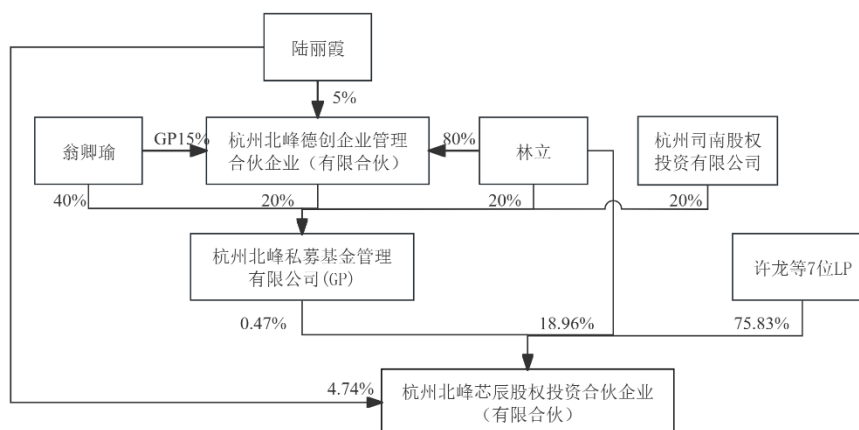 陆丽霞
5%
翁卿瑜
GP15%
杭州北峰德创企业管理
合伙企业（有限合伙）
80%
林立
杭州司南股权
投资有限公司
40%
20%
20%
20%
杭州北峰私募基金管理
有限公司(GP)
许龙等7位LP
0.47%
18.96%
75.83%
4.74%
杭州北峰芯辰股权投资合伙企业
（有限合伙）